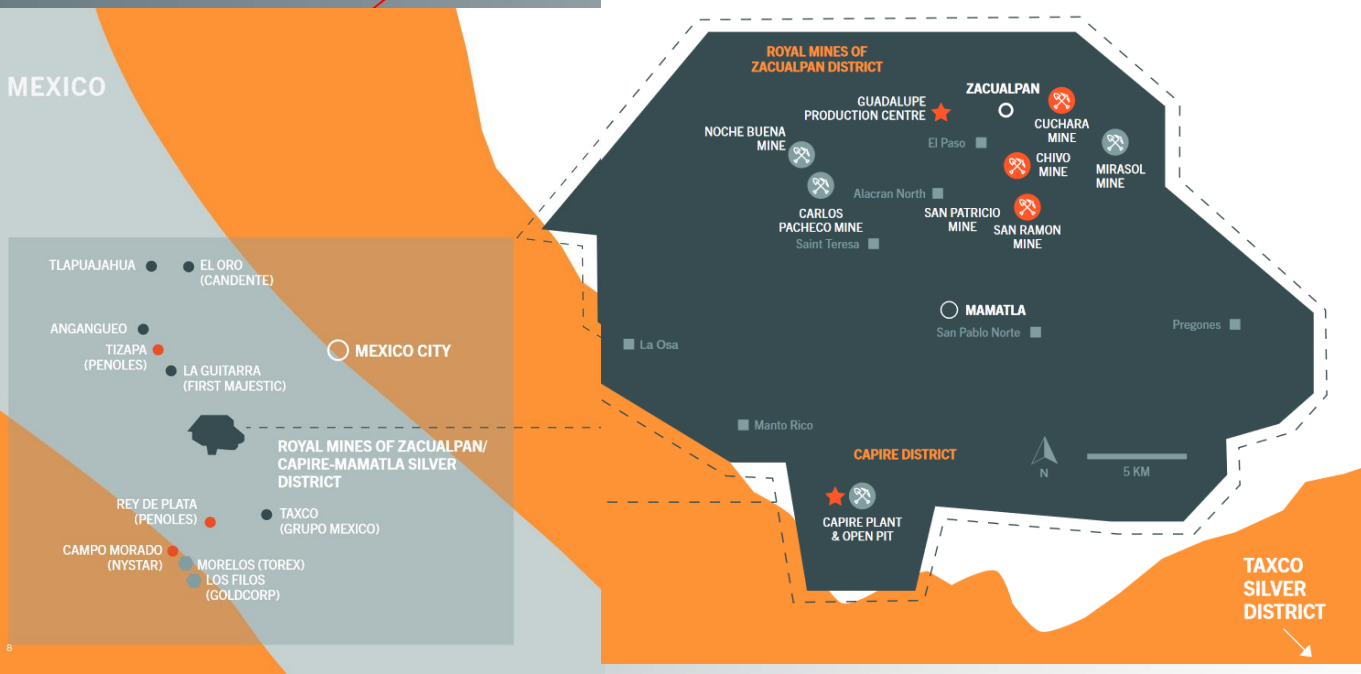 MEXICO
TLAPUAJAHUA
EL ORO
(CANDENTE)
ANGANGUEO
TIZAPA
(PENOLES)
LA GUITARRA
(FIRST MAJESTIC)
MEXICO CITY
ROYAL MINES OF ZACUALPAN/
CAPIRE-MAMATLA SILVER
DISTRICT
REY DE PLATA
(PENOLES)
TAXCO
(GRUPO MEXICO)
CAMPO MORADO
(NYSTAR)
MORELOS (TOREX)
LOS FILOS
(GOLDCORP)
8
ROYAL MINES OF
ZACUALPAN DISTRICT
GUADALUPE
PRODUCTION CENTRE
ZACUALPAN
CUCHARA
MINE
NOCHE BUENA
MINE
El Paso
CHIVO
MINE
MIRASOL
MINE
CARLOS
PACHECO MINE
Alacran North
SAN PATRICIO
MINE
SAN RAMON
MINE
Saint Teresa
MAMATLA
San Pablo Norte
Pregones
La Osa
Manto Rico
CAPIRE DISTRICT
N
5 KM
CAPIRE PLANT
& OPEN PIT
TAXCO
SILVER
DISTRICT